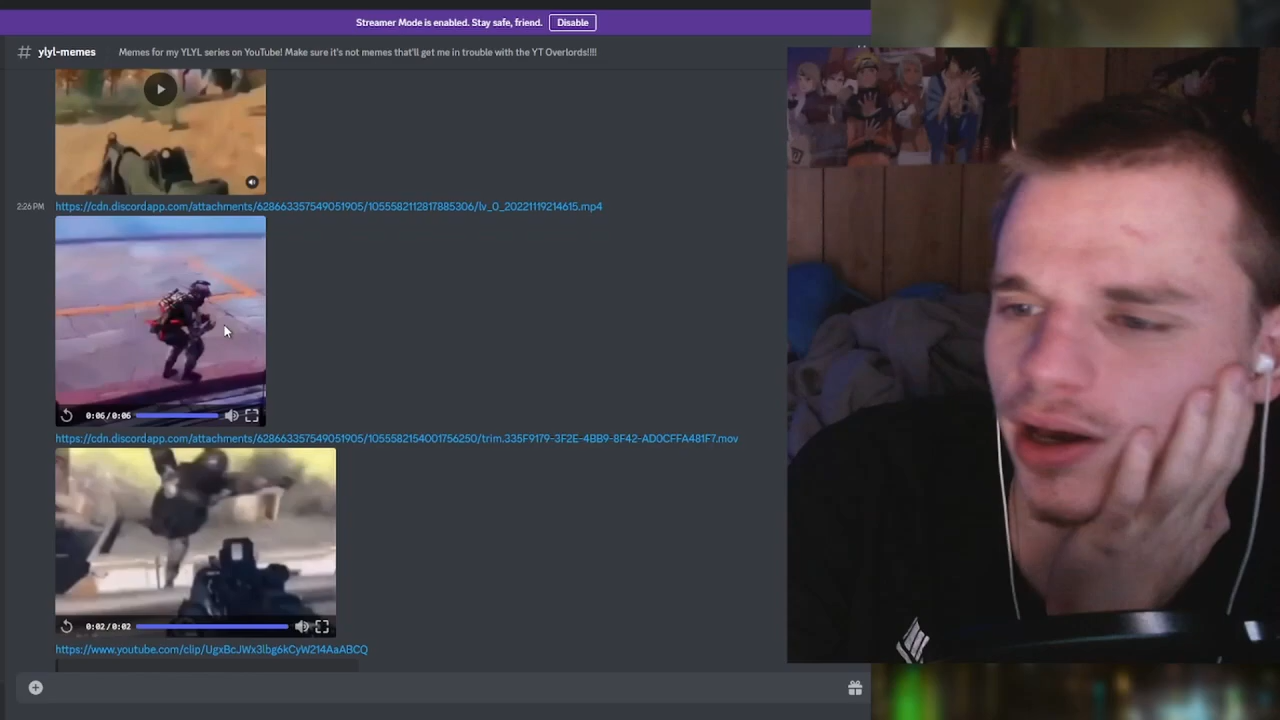 Streamer Mode is enabled. Stay safe, friend. Disable
# ylyl-memes Memes for my YLYL series on YouTube! Make sure it's not memes that'll get me in trouble with the YT Overlords!!!!
2:26 PM https://cdn.discordapp.com/attachments/628663357549051905/1055582112817885306/lv_0_20221119214615.mp4
0:06/0:06
https://cdn.discordapp.com/attachments/628663357549051905/1055582154001756250/trim.335F9179-3F2E-4BB9-8F42-AD0CFFA481F7.mov
0:02/0:02
https://www.youtube.com/clip/UgxBcJWx3lbg6kCyW214AaABCQ